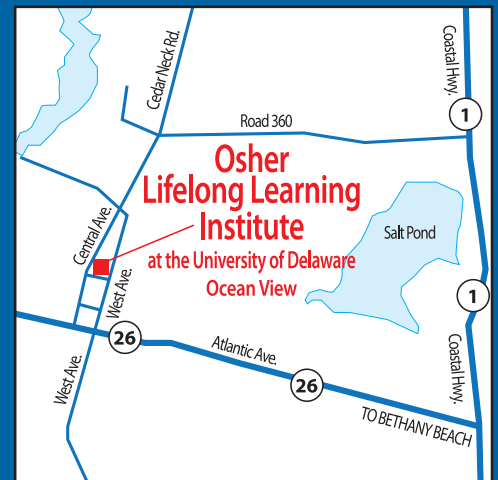 Cedar Neck Rd.
Coastal Hwy.
1
Road 360
Osher
Lifelong Learning
Institute
at the University of Delaware
Ocean View
Central Ave.
West Ave.
Salt Pond
1
26
Atlantic Ave.
26
West Ave.
Coastal Hwy.
TO BETHANY BEACH